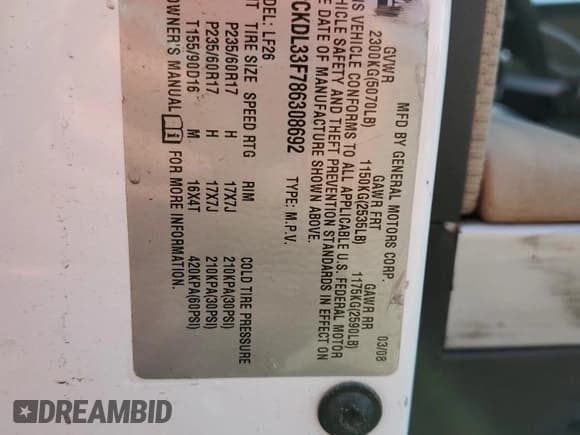 MFD BY GENERAL MOTORS CORP. 03/08
GVWR GAWR FRT GAWR RR
2300KG(5070LB) 1150KG(2535LB) 1175KG(2590LB)
VEHICLE CONFORMS TO ALL APPLICABLE U.S. FEDERAL MOTOR
VEHICLE SAFETY AND THEFT PREVENTION STANDARDS IN EFFECT ON
DATE OF MANUFACTURE SHOWN ABOVE.
CKDL33F786308692 TYPE: M.P.V.
LF26
TIRE SIZE SPEED RTG RIM COLD TIRE PRESSURE
P235/60R17 H 17X7J 210KPA(30PSI)
P235/60R17 H 17X7J 210KPA(30PSI)
T155/90D16 M 16X4T 420KPA(60PSI)
OWNER'S MANUAL FOR MORE INFORMATION.
DREAMBID